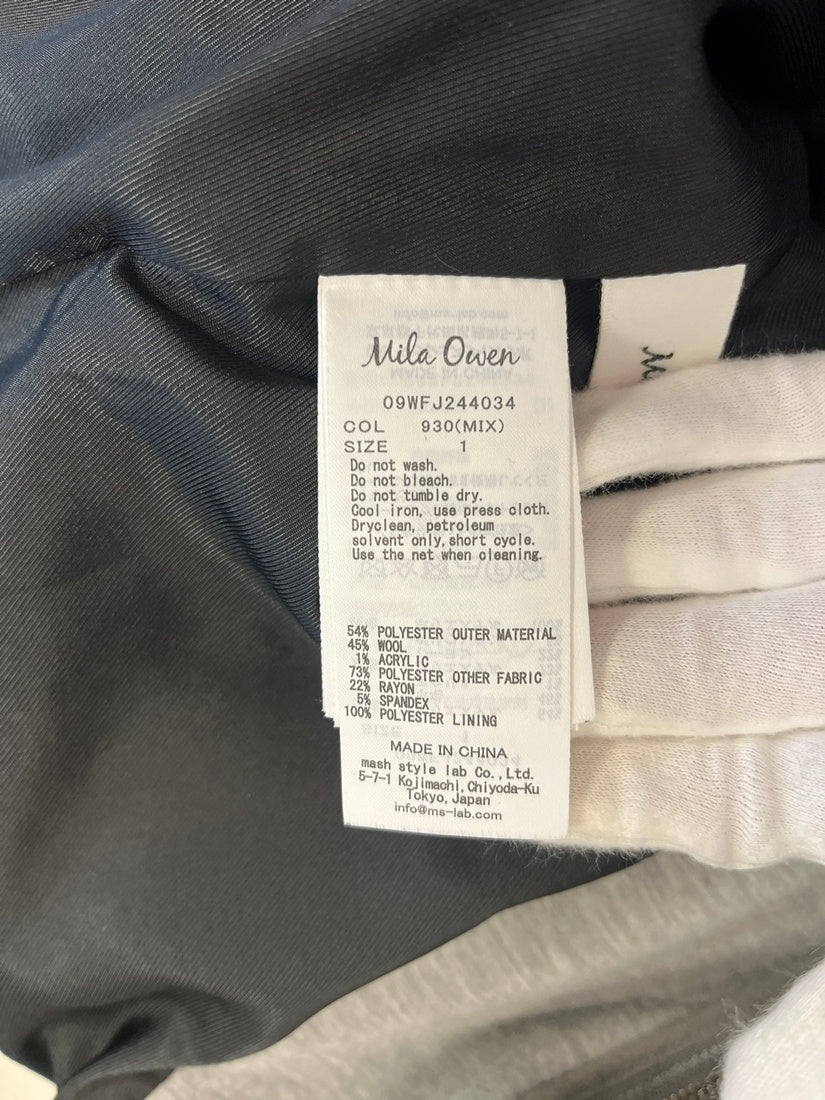 Mila Owen
09WFJ244034
COL 930(MIX)
SIZE 1
Do not wash.
Do not bleach.
Do not tumble dry.
Cool iron, use press cloth.
Dryclean, petroleum
solvent only,short cycle.
Use the net when cleaning.
54% POLYESTER OUTER MATERIAL
45% WOOL
1% ACRYLIC
73% POLYESTER OTHER FABRIC
22% RAYON
5% SPANDEX
100% POLYESTER LINING
MADE IN CHINA
mash style lab Co.,Ltd.
5-7-1 Kojimachi,Chiyoda-Ku
Tokyo,Japan
info@ms-lab.com